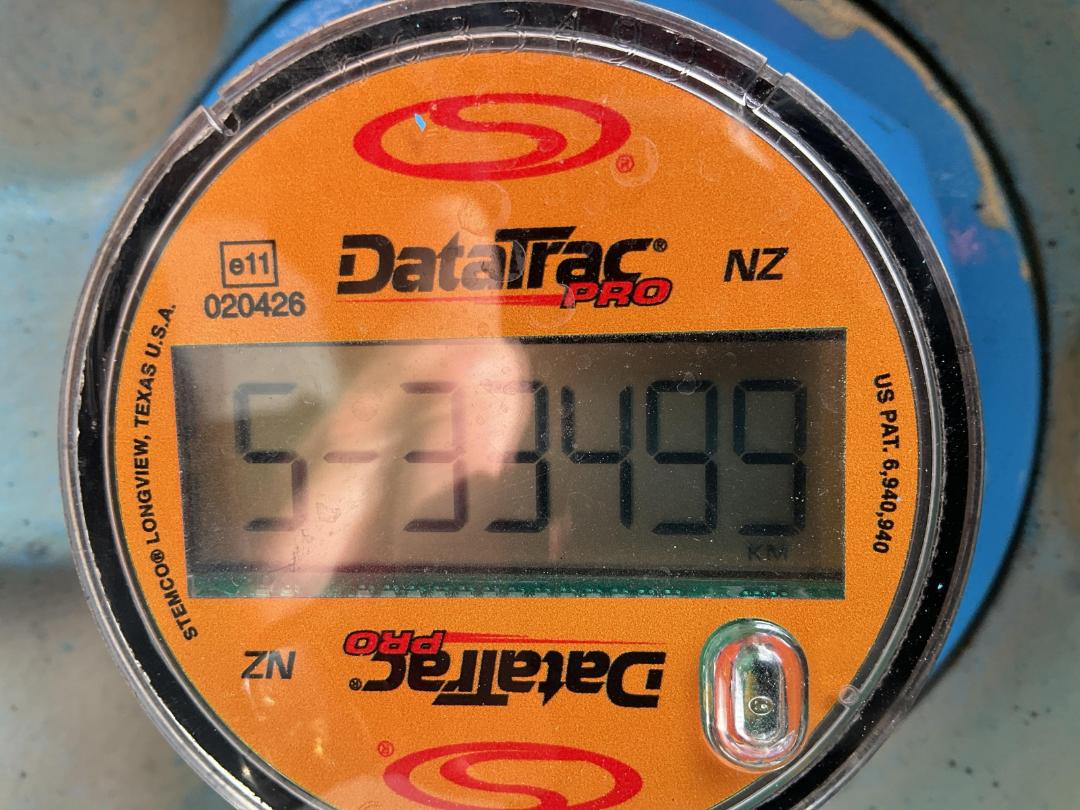 e11
020426
DataTrac®
PRO
NZ
STEMCO® LONGVIEW, TEXAS U.S.A.
5-33499
KM
US PAT. 6,940,940
NZ
DataTrac®
PRO